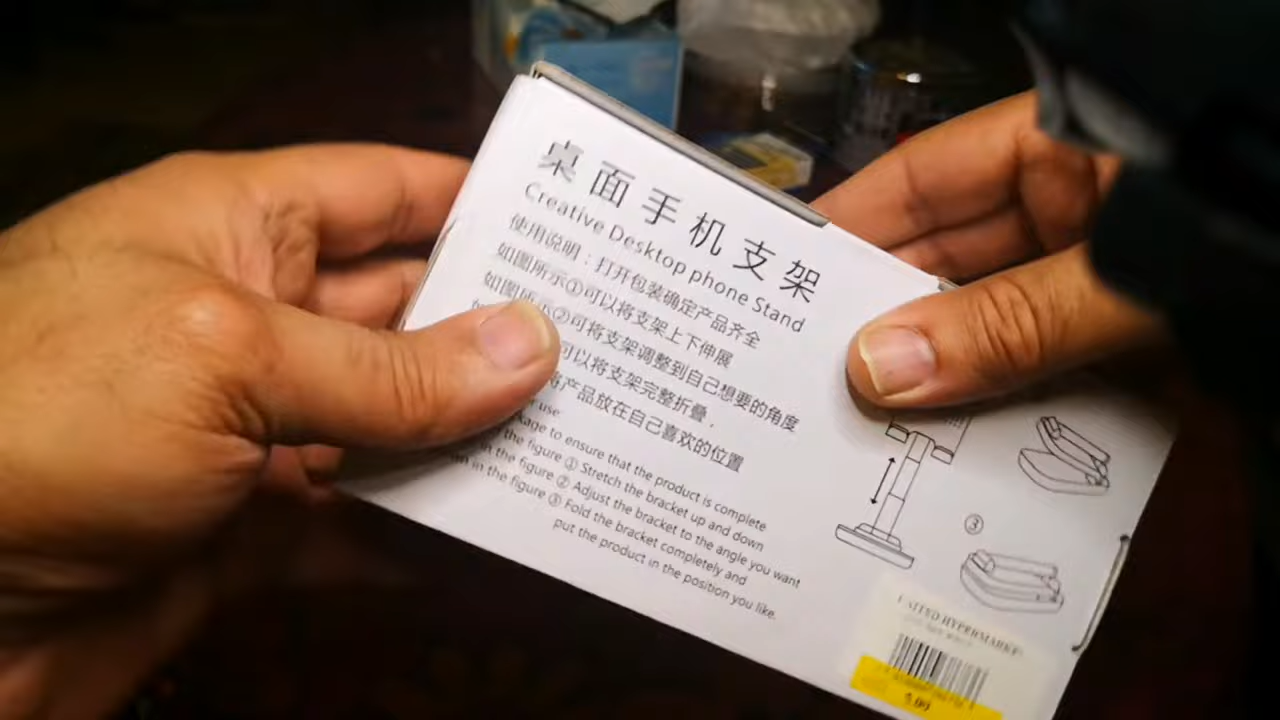 桌面手机支架
Creative Desktop phone Stand
使用说明：打开包装确定产品齐全
如图所示①可以将支架上下伸展
如图所示②可将支架调整到自己想要的角度
如 可以将支架完整折叠，
将产品放在自己喜欢的位置
use
to ensure that the product is complete
the figure ① Stretch the bracket up and down
in the figure ② Adjust the bracket to the angle you want
in the figure ③ Fold the bracket completely and
put the product in the position you like.
③
HYPERMARKET